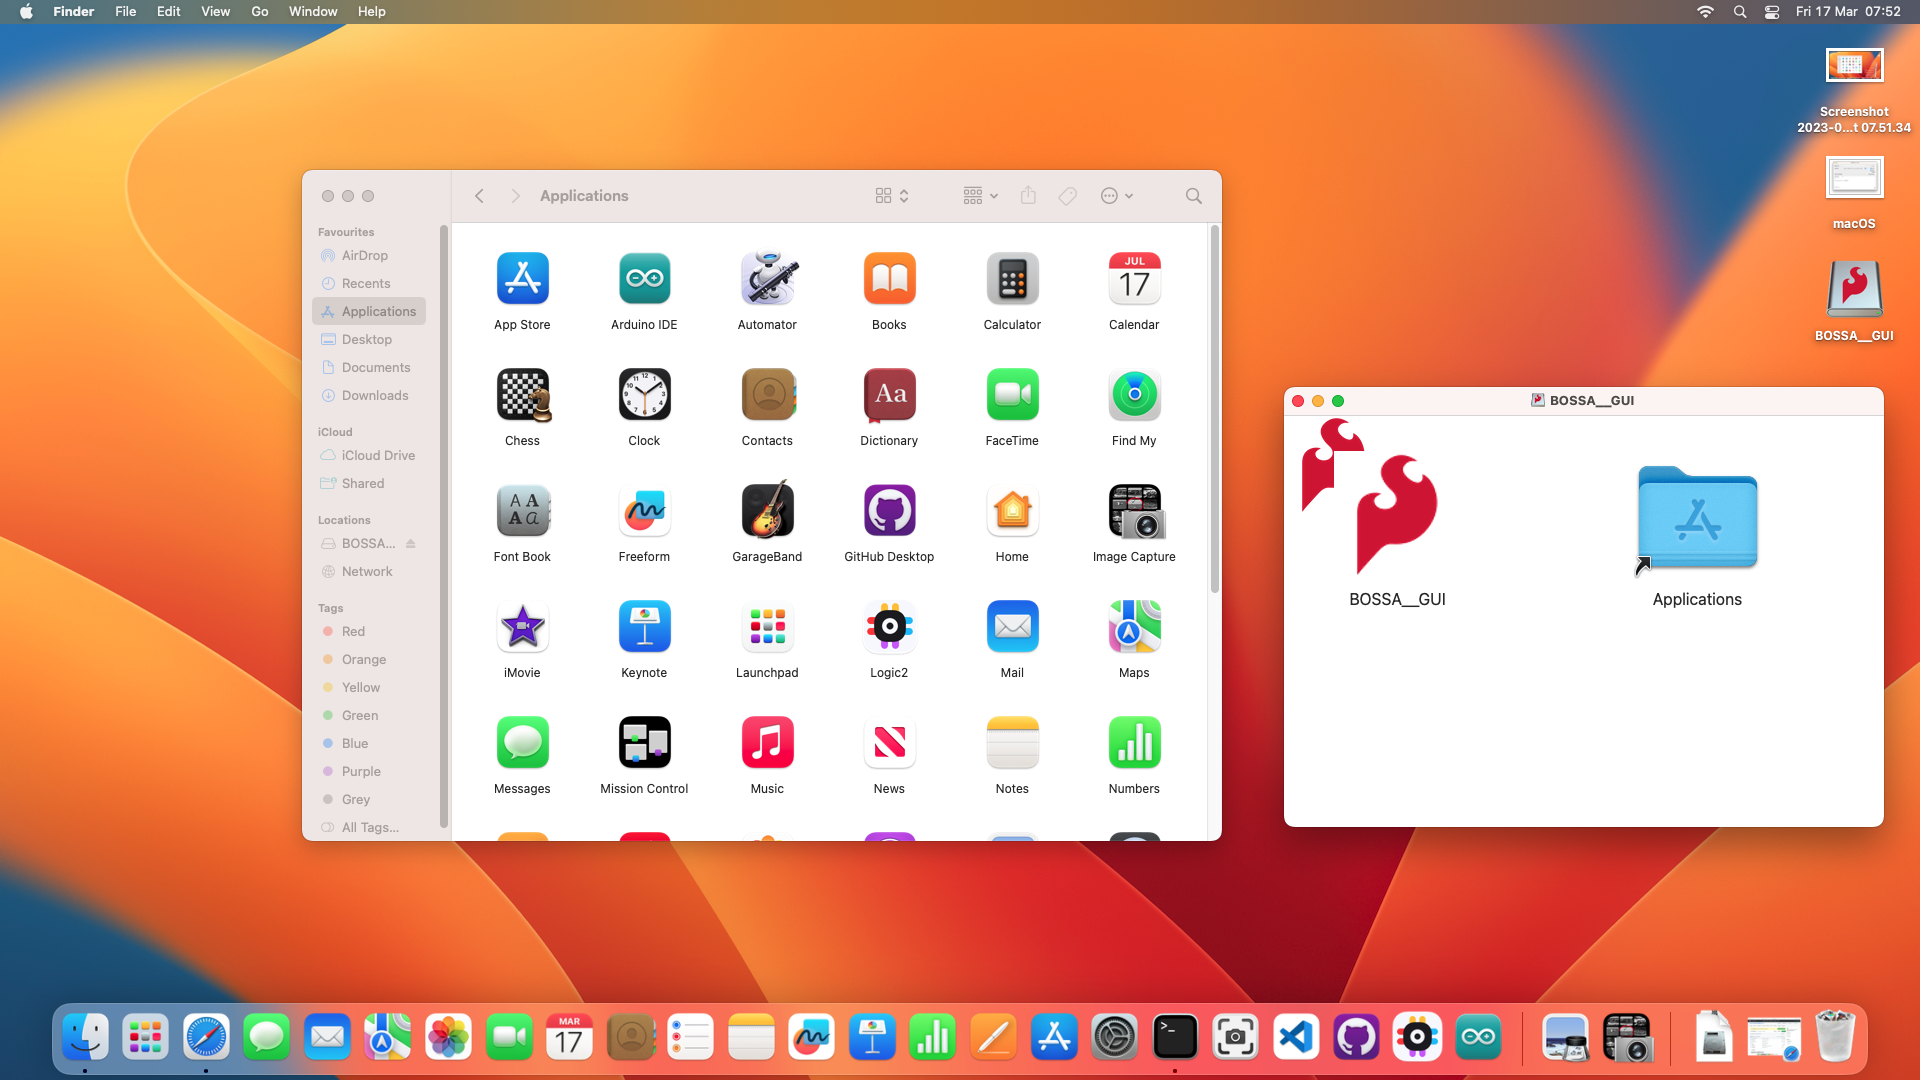 Finder File Edit View Go Window Help
Fri 17 Mar 07:52
Screenshot
2023-0...t 07.51.34
macOS
BOSSA__GUI
Applications
Favourites
AirDrop
Recents
Applications
Desktop
Documents
Downloads
iCloud
iCloud Drive
Shared
Locations
BOSSA...
Network
Tags
Red
Orange
Yellow
Green
Blue
Purple
Grey
All Tags...
JUL
17
App Store Arduino IDE Automator Books Calculator Calendar
Aa
Chess Clock Contacts Dictionary FaceTime Find My
A A
A a
Font Book Freeform GarageBand GitHub Desktop Home Image Capture
iMovie Keynote Launchpad Logic2 Mail Maps
Messages Mission Control Music News Notes Numbers
BOSSA__GUI
BOSSA__GUI Applications
MAR
17
>_